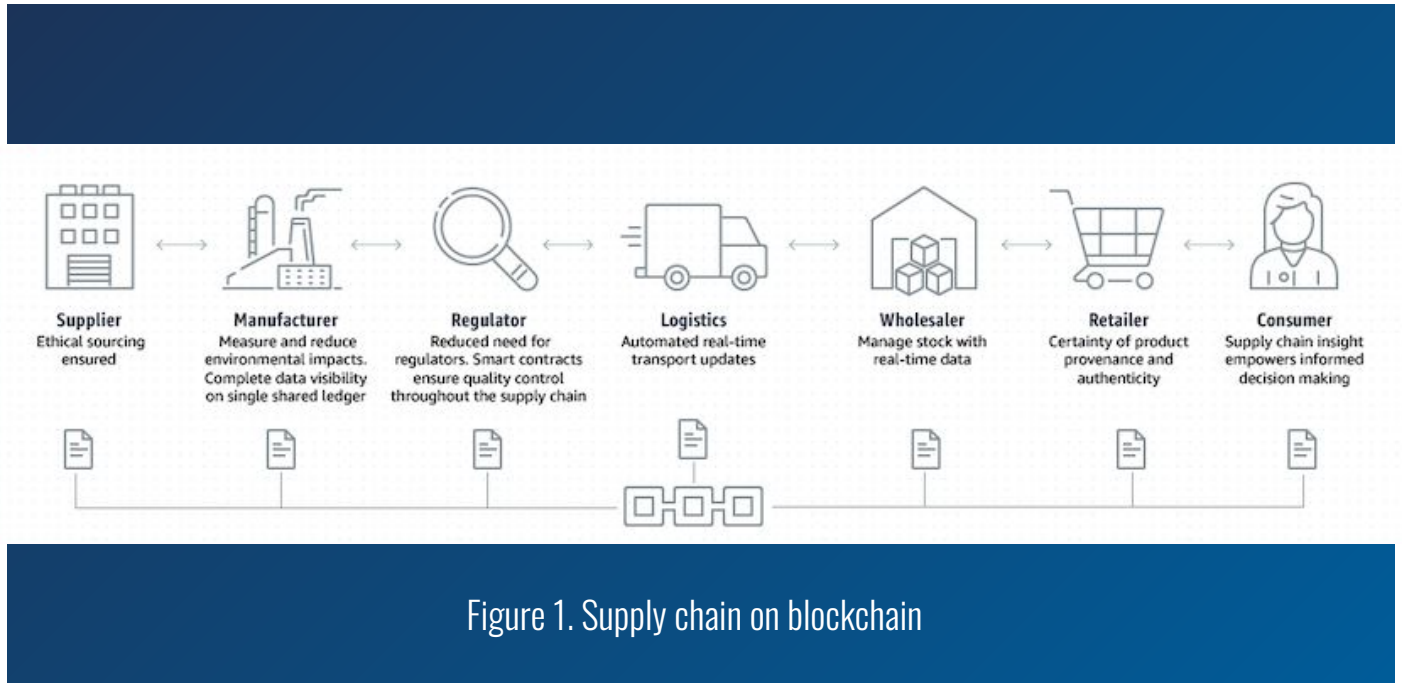 Supplier
Ethical sourcing
ensured
Manufacturer
Measure and reduce
environmental impacts.
Complete data visibility
on single shared ledger
Regulator
Reduced need for
regulators. Smart contracts
ensure quality control
throughout the supply chain
Logistics
Automated real-time
transport updates
Wholesaler
Manage stock with
real-time data
Retailer
Certainty of product
provenance and
authenticity
Consumer
Supply chain insight
empowers informed
decision making
Figure 1. Supply chain on blockchain